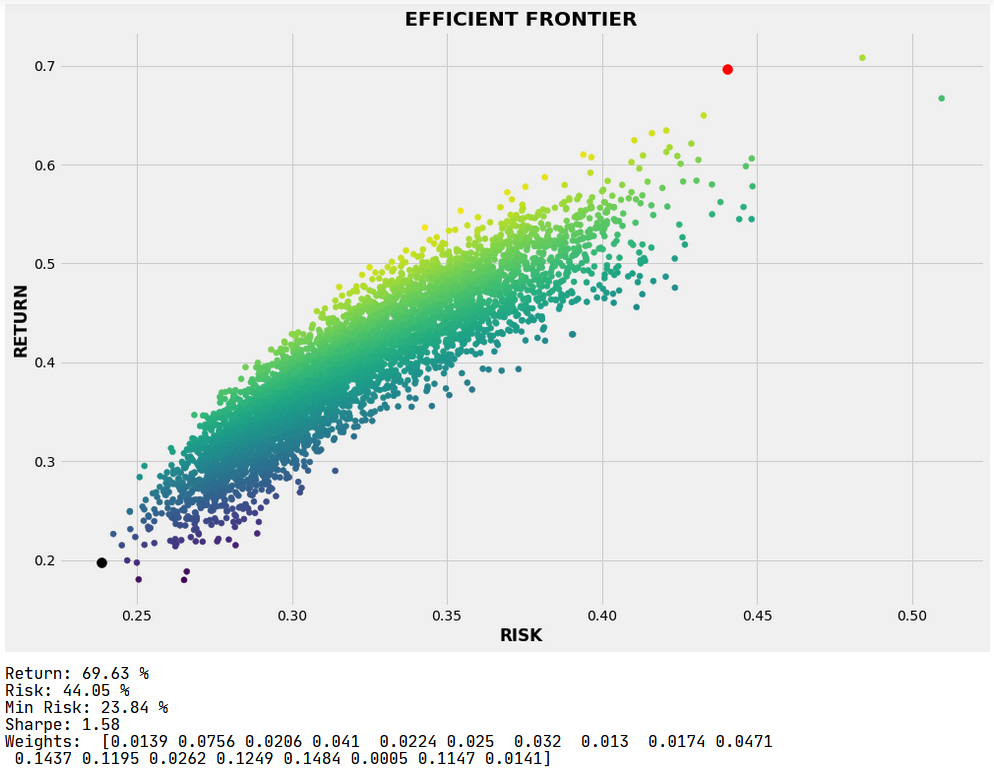 EFFICIENT FRONTIER
0.7
0.6
0.5
0.4
0.3
0.2
RETURN
0.25 0.30 0.35 0.40 0.45 0.50
RISK
Return: 69.63 %
Risk: 44.05 %
Min Risk: 23.84 %
Sharpe: 1.58
Weights:  [0.0139 0.0756 0.0206 0.041  0.0224 0.025  0.032  0.013  0.0174 0.0471
 0.1437 0.1195 0.0262 0.1249 0.1484 0.0005 0.1147 0.0141]